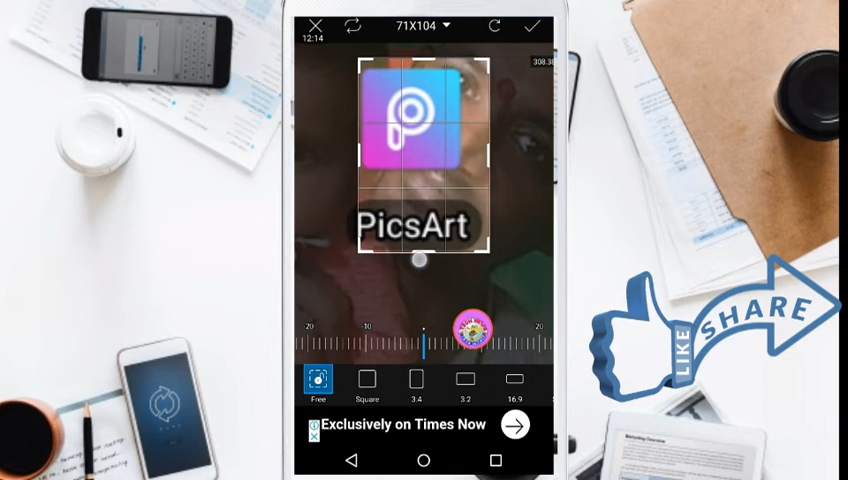 71X104
12:14
308.38
PicsArt
-20 -10 20
Free Square 3:4 3:2 16:9
Exclusively on Times Now
LIKE
SHARE